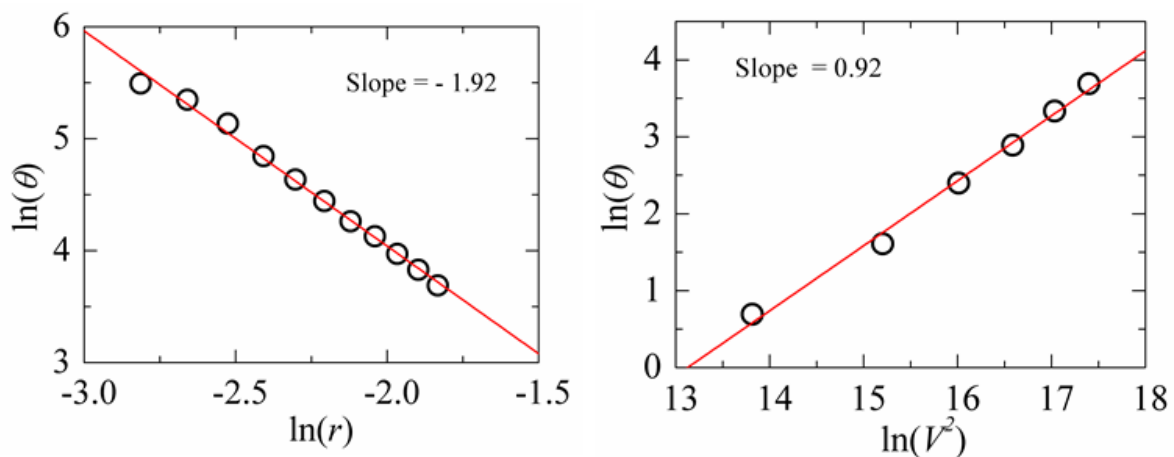 6
5
4
3
ln(θ)
Slope = - 1.92
-3.0 -2.5 -2.0 -1.5
ln(r)
4
3
2
1
0
ln(θ)
Slope = 0.92
13 14 15 16 17 18
ln(V²)